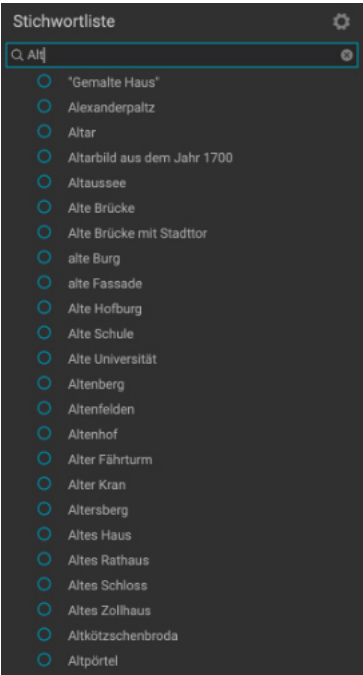 Stichwortliste
Alt
"Gemalte Haus"
Alexanderpaltz
Altar
Altarbild aus dem Jahr 1700
Altaussee
Alte Brücke
Alte Brücke mit Stadttor
alte Burg
alte Fassade
Alte Hofburg
Alte Schule
Alte Universität
Altenberg
Altenfelden
Altenhof
Alter Fährturm
Alter Kran
Altersberg
Altes Haus
Altes Rathaus
Altes Schloss
Altes Zollhaus
Altkötzschenbroda
Altpörtel